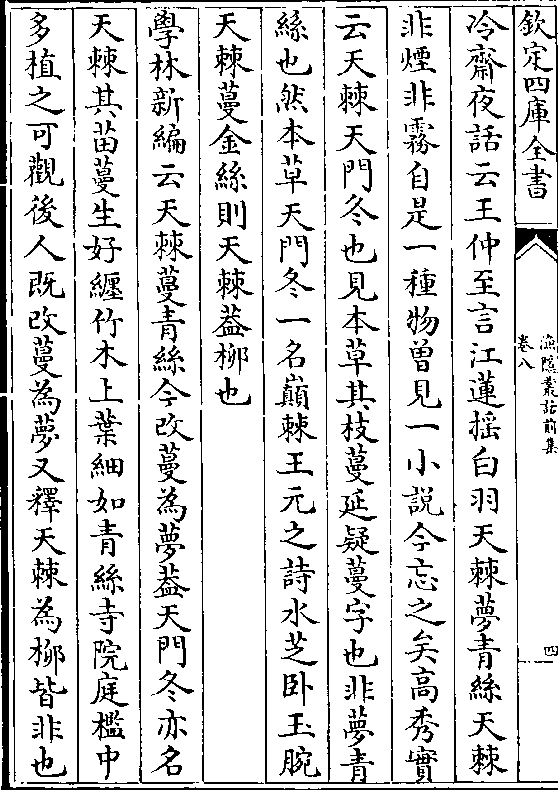 欽定四庫全書
漁隱叢話前集
卷八
四
冷齋夜話云王仲至言江蓮揺白羽天棘夢青絲天棘
非煙非霧自是一種物曽見一小説今忘之矣高秀實
云天棘天門冬也見本草其枝蔓延疑蔓字也非夢青
絲也然本草天門冬一名巔棘王元之詩水芝卧玉腕
天棘蔓金絲則天棘葢栁也
學林新編云天棘蔓青絲今改蔓為夢葢天門冬亦名
天棘其苗蔓生好纒竹木上葉細如青絲寺院庭檻中
多植之可觀後人既改蔓為夢又釋天棘為栁皆非也